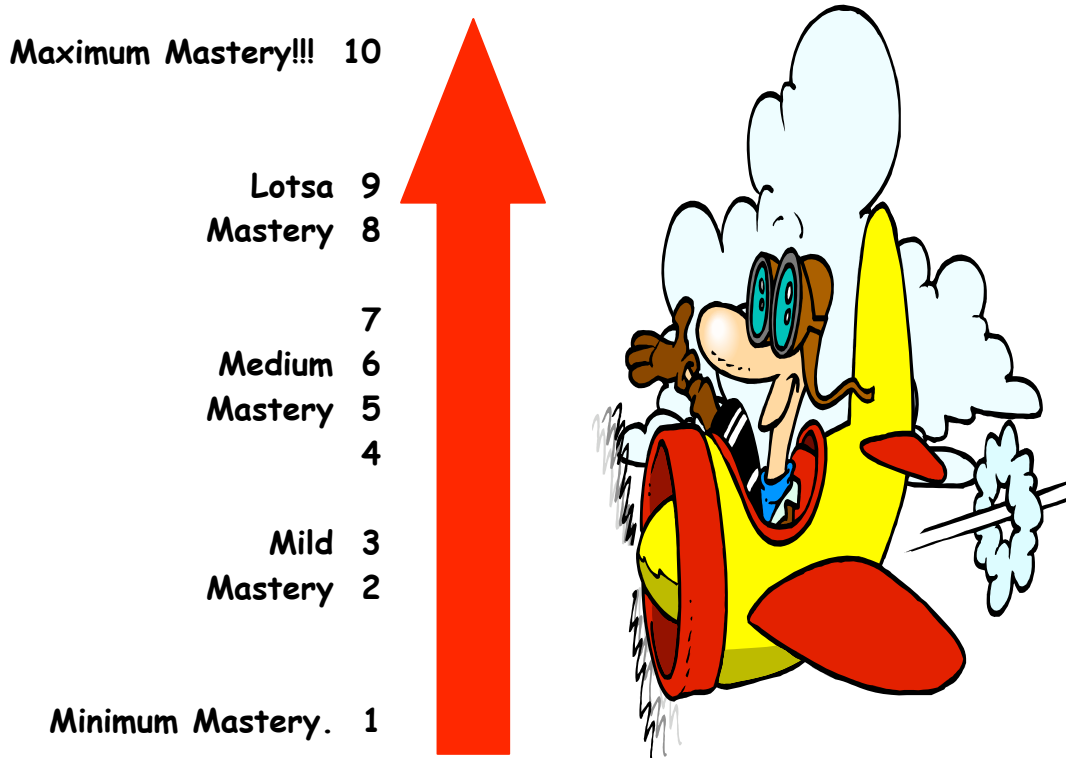 Maximum Mastery!!! 10
Lotsa 9
Mastery 8
7
Medium 6
Mastery 5
4
Mild 3
Mastery 2
Minimum Mastery. 1